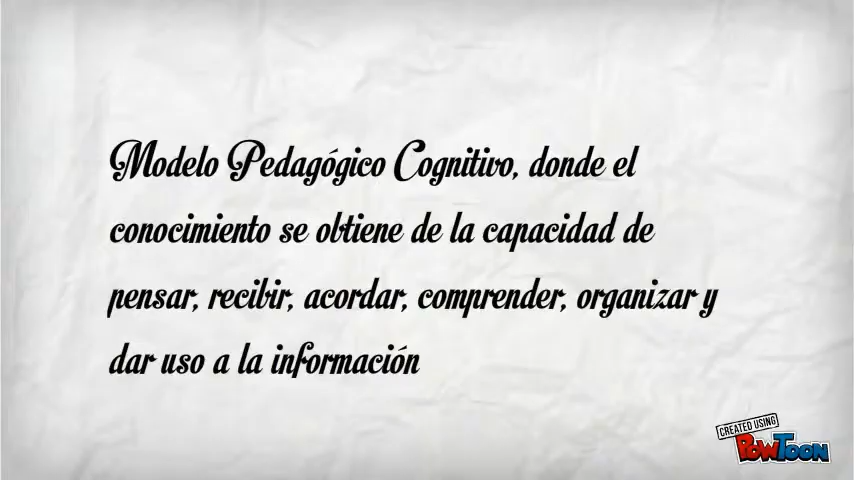 Modelo Pedagógico Cognitivo, donde el
conocimiento se obtiene de la capacidad de
pensar, recibir, acordar, comprender, organizar y
dar uso a la información
CREATED USING
POWTOON